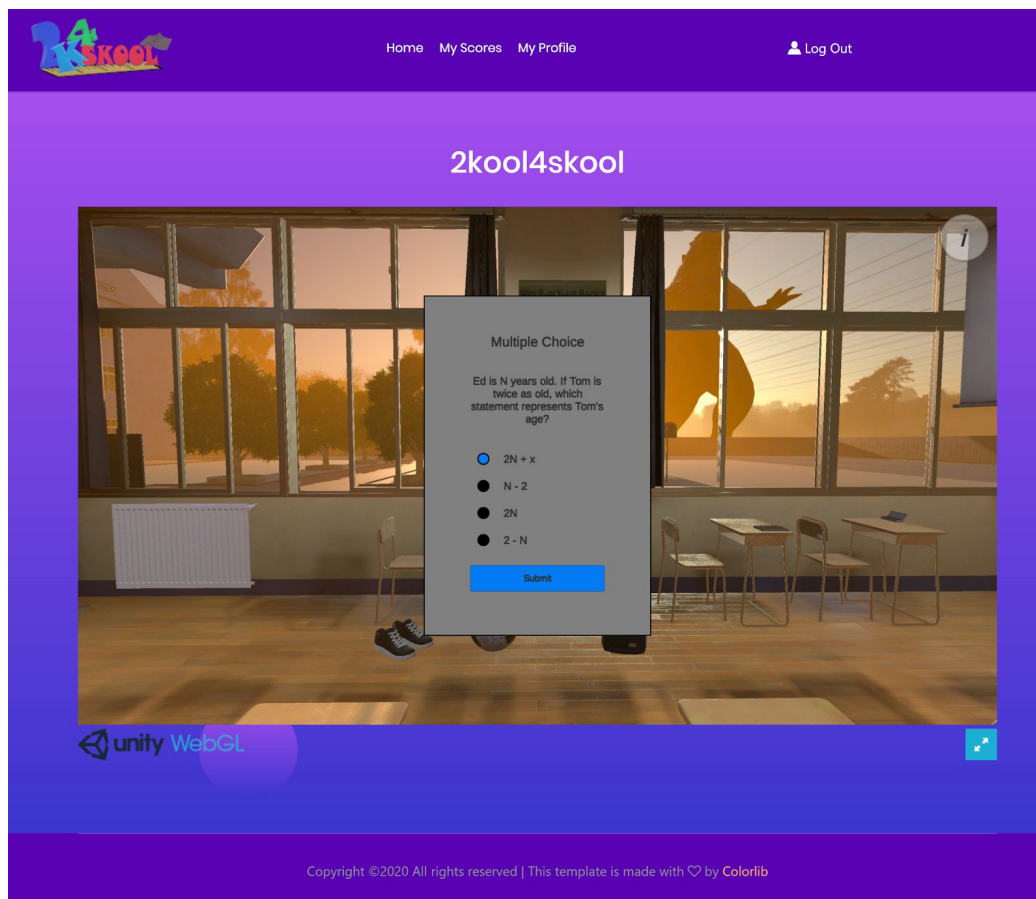 2K4SKOOL
Home My Scores My Profile Log Out
2kool4skool
i
Multiple Choice
Ed is N years old. If Tom is
twice as old, which
statement represents Tom's
age?
2N + x
N - 2
2N
2 - N
Submit
unity WebGL
Copyright ©2020 All rights reserved | This template is made with ♡ by Colorlib